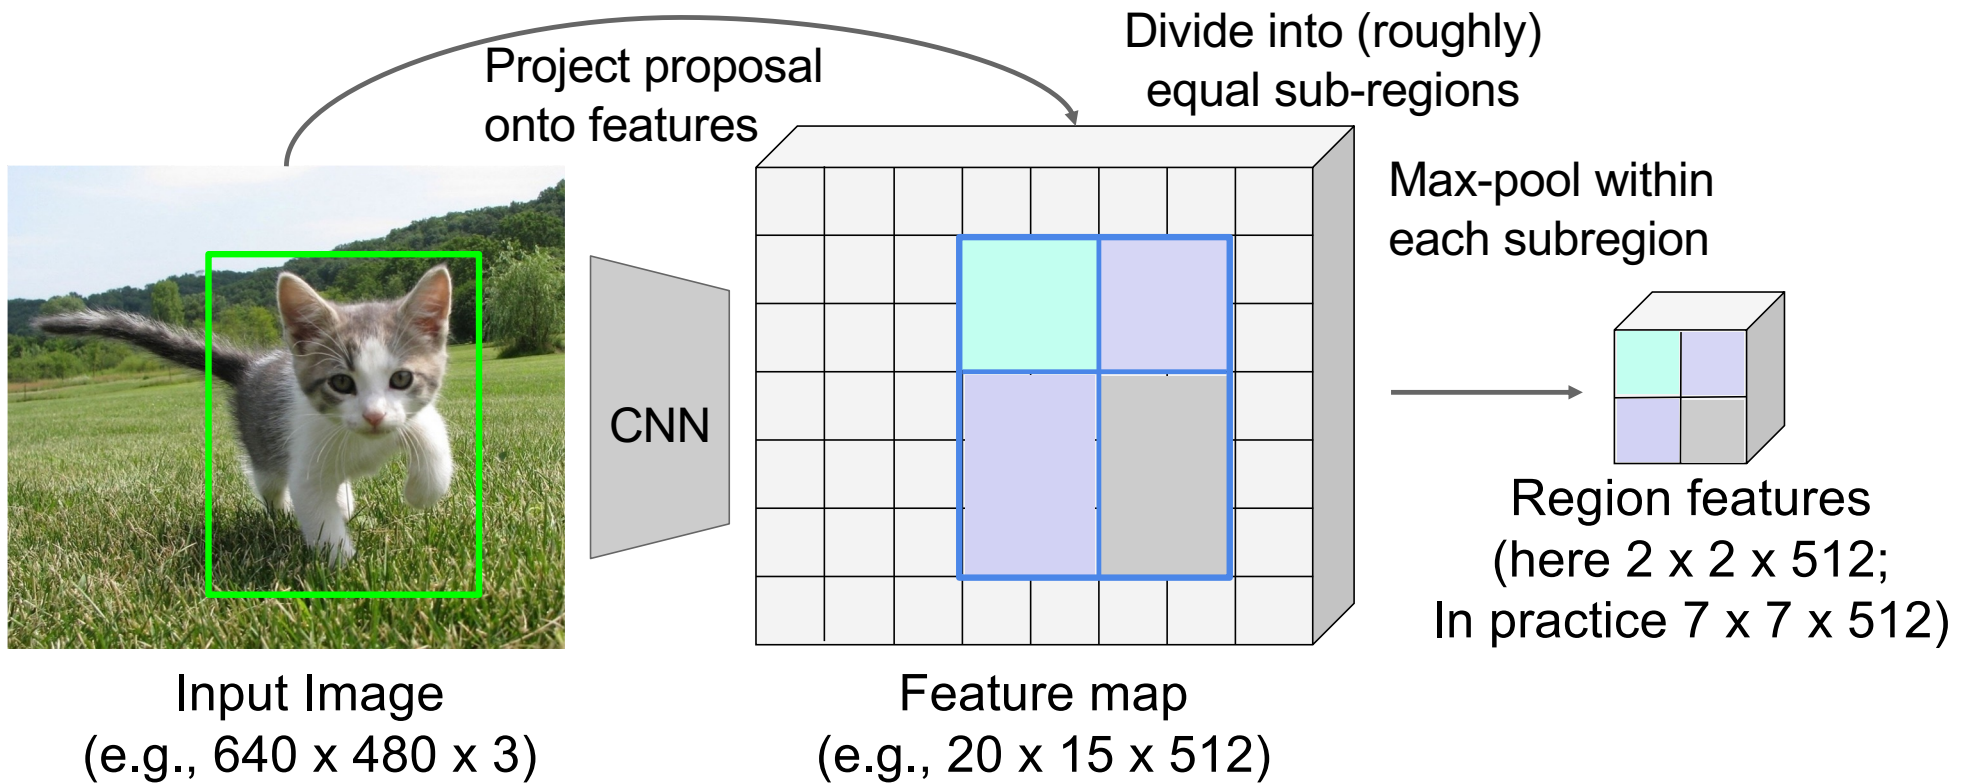 Project proposal
onto features
Divide into (roughly)
equal sub-regions
Max-pool within
each subregion
CNN
Region features
(here 2 x 2 x 512;
In practice 7 x 7 x 512)
Input Image
(e.g., 640 x 480 x 3)
Feature map
(e.g., 20 x 15 x 512)